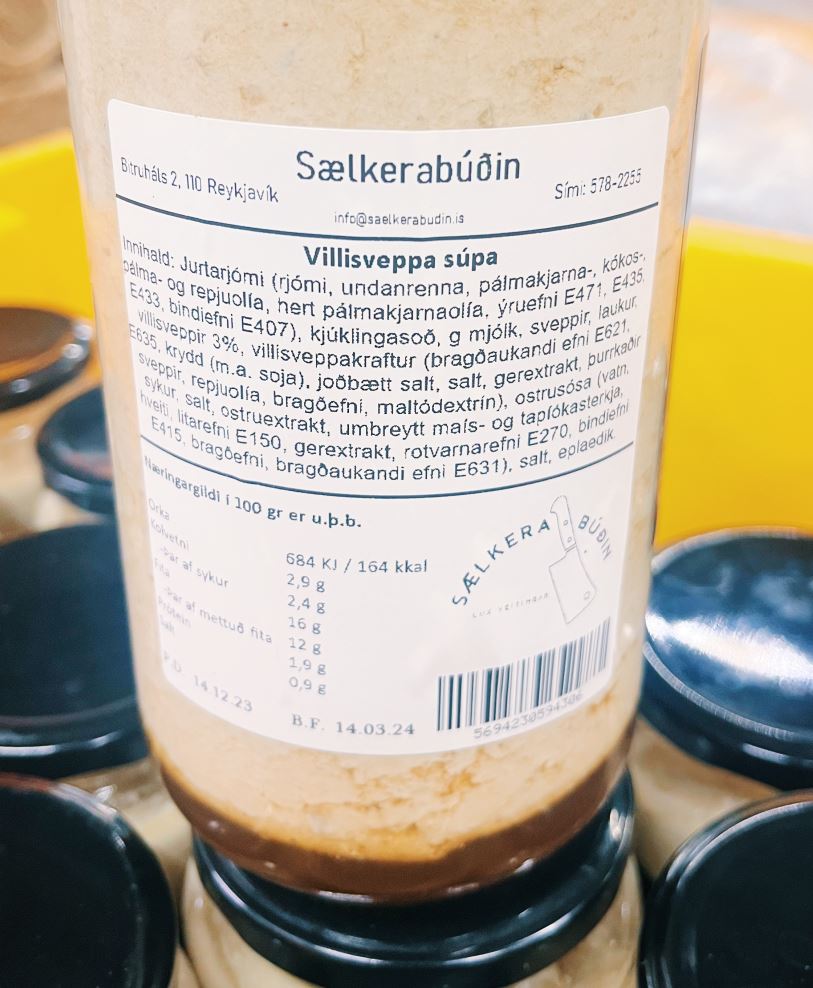 Sælkerabúðin
Bitruháls 2, 110 Reykjavík
Sími: 578-2255
info@saelkerabudin.is
Villisveppa súpa
Innihald: Jurtarjómi (rjómi, undanrenna, pálmakjarna-, kókos-,
pálma- og repjuolía, hert pálmakjarnaolía, ýruefni E471, E435,
E433, bindiefni E407), kjúklingasoð, g mjólk, sveppir, laukur,
villisveppir 3%, villisveppakraftur (bragðaukandi efni E621,
E635, krydd (m.a. soja), joðbætt salt, salt, gerextrakt, þurrkaðir
sveppir, repjuolía, bragðefni, maltódextrín), ostrusósa (vatn,
sykur, salt, ostruextrakt, umbreytt maís- og tapíókasterkja,
hveiti, litarefni E150, gerextrakt, rotvarnarefni E270, bindiefni
E415, bragðefni, bragðaukandi efni E631), salt, eplaedik
Næringargildi í 100 gr er u.þ.b.
Orka 684 KJ / 164 kkal
Kolvetni 2,9 g
-Þar af sykur 2,4 g
Fita 16 g
-Þar af mettuð fita 12 g
Prótein 1,9 g
Salt 0,9 g
P.D. 14.12.23
B.F. 14.03.24
SÆLKERABÚÐIN
5694230594306